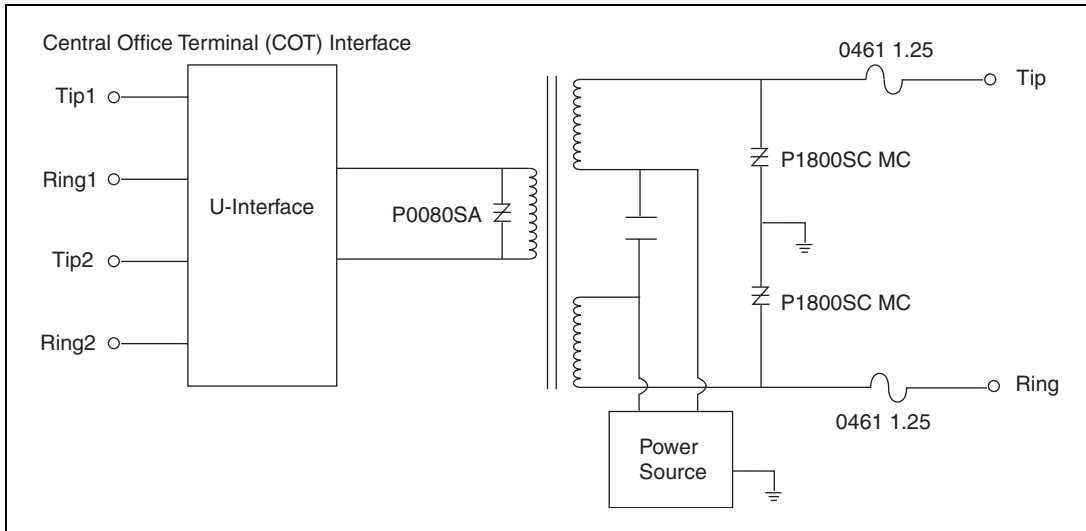 Central Office Terminal (COT) Interface
0461 1.25
Tip
Tip1
P1800SC MC
Ring1
U-Interface
P0080SA
Tip2
P1800SC MC
Ring2
Ring
0461 1.25
Power
Source